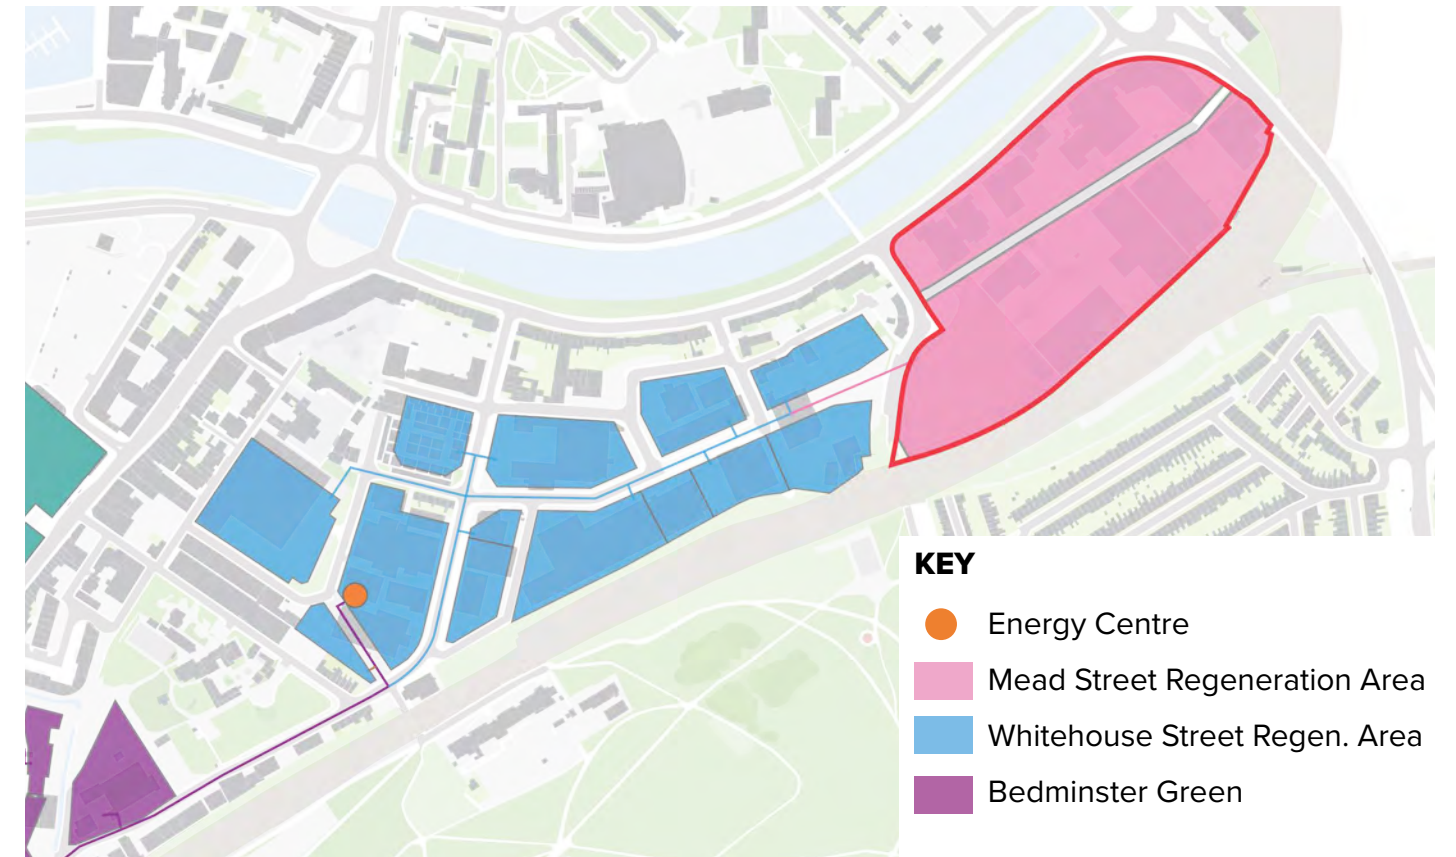 KEY
Energy Centre
Mead Street Regeneration Area
Whitehouse Street Regen. Area
Bedminster Green